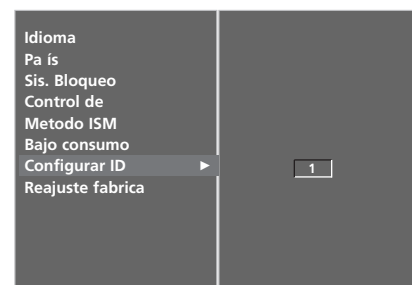 Idioma
Pa ís
Sis. Bloqueo
Control de
Metodo ISM
Bajo consumo
Configurar ID ►
1
Reajuste fabrica